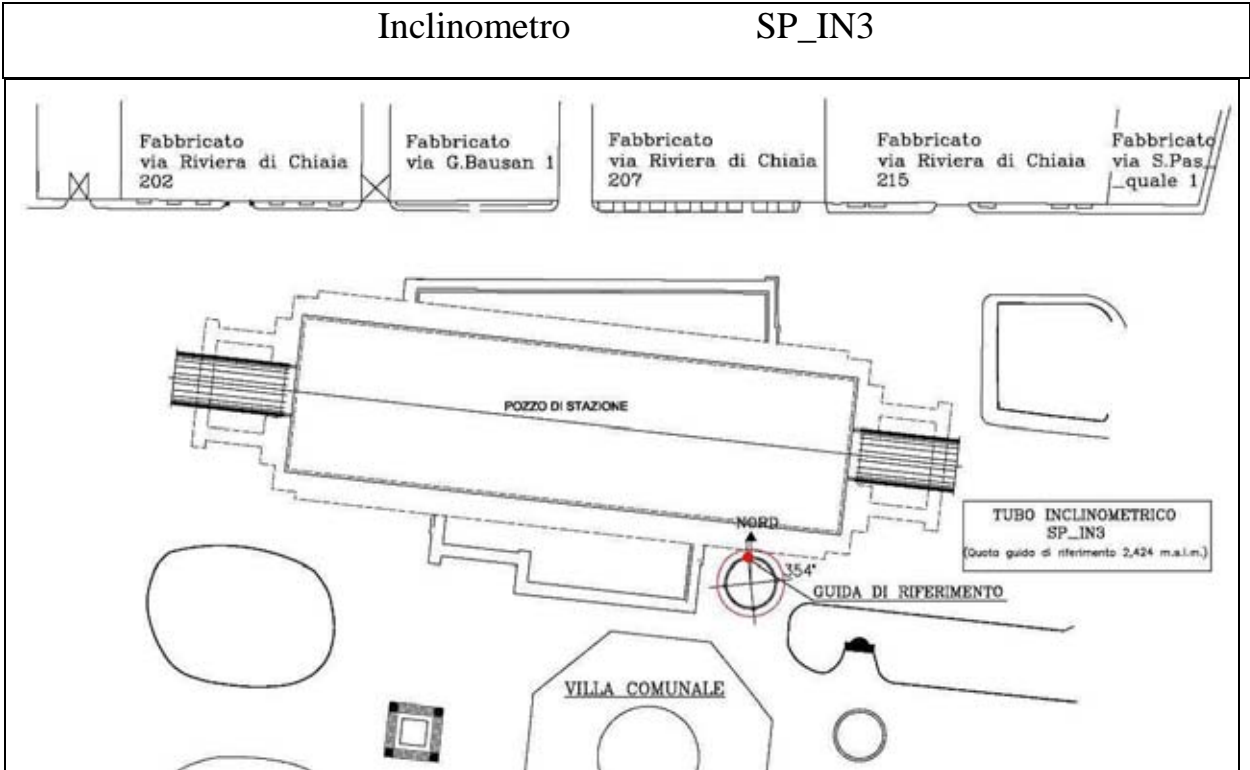 Inclinometro SP_IN3
Fabbricato
via Riviera di Chiaia
202
Fabbricato
via G.Bausan 1
Fabbricato
via Riviera di Chiaia
207
Fabbricato
via Riviera di Chiaia
215
Fabbricato
via S.Pas_
_quale 1
POZZO DI STAZIONE
NORD
354°
GUIDA DI RIFERIMENTO
TUBO INCLINOMETRICO
SP_IN3
(Quota guida di riferimento 2,424 m.s.l.m.)
VILLA COMUNALE